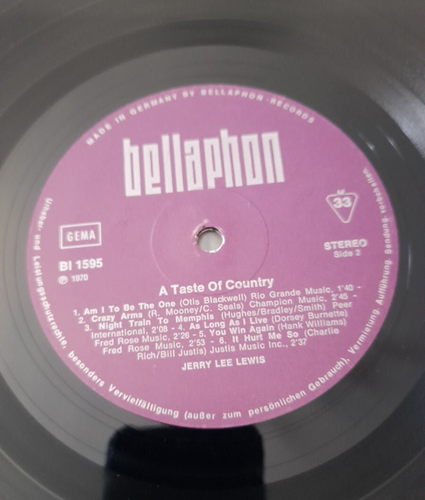 MADE IN GERMANY BY BELLAPHON-RECORDS
bellaphon
33
GEMA
STEREO
Side 2
BI 1595
℗ 1970
A Taste Of Country
1. Am I To Be The One (Otis Blackwell) Rio Grande Music, 1'40 -
2. Crazy Arms (R. Mooney/C. Seals) Champion Music, 2'45 -
3. Night Train To Memphis (Hughes/Bradley/Smith) Peer
International, 2'08 - 4. As Long As I Live (Dorsey Burnette)
Fred Rose Music, 2'26 - 5. You Win Again (Hank Williams)
Fred Rose Music, 2'53 - 6. It Hurt Me So (Charlie
Rich/Bill Justis) Justis Music Inc., 2'37
JERRY LEE LEWIS
Urheber- und Leistungsschutzrechte, besonders Vervielfältigung (außer zum persönlichen Gebrauch), Vermietung, Aufführung, Sendung vorbehalten.